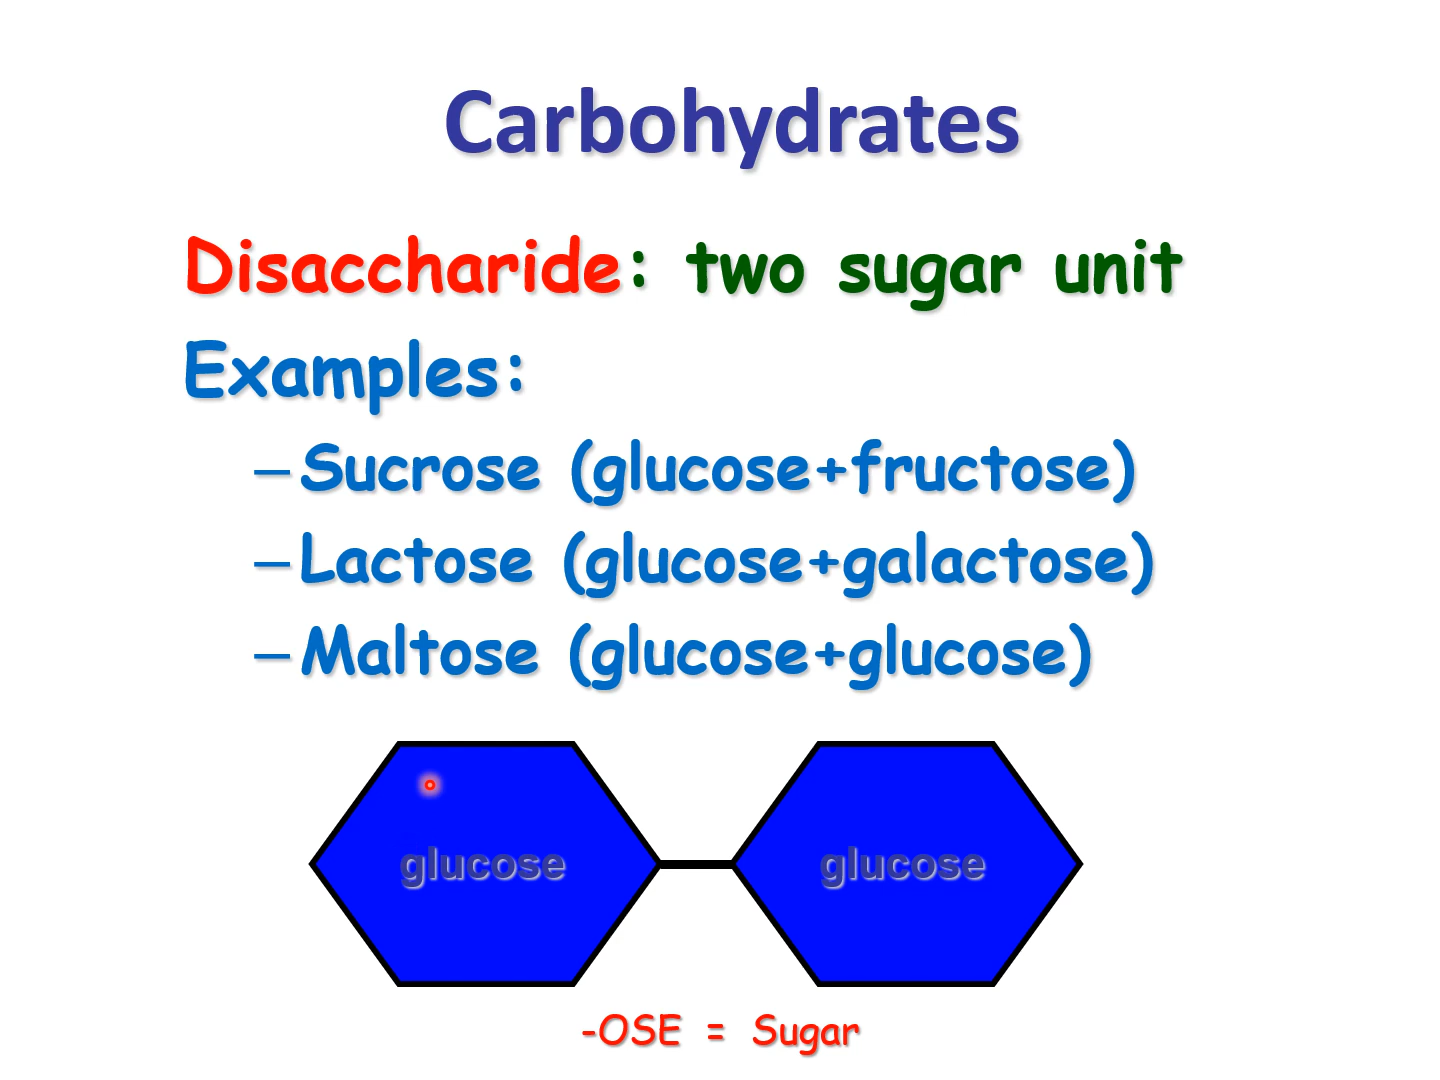 Carbohydrates
Disaccharide: two sugar unit
Examples:
– Sucrose (glucose+fructose)
– Lactose (glucose+galactose)
– Maltose (glucose+glucose)
glucose glucose
-OSE = Sugar